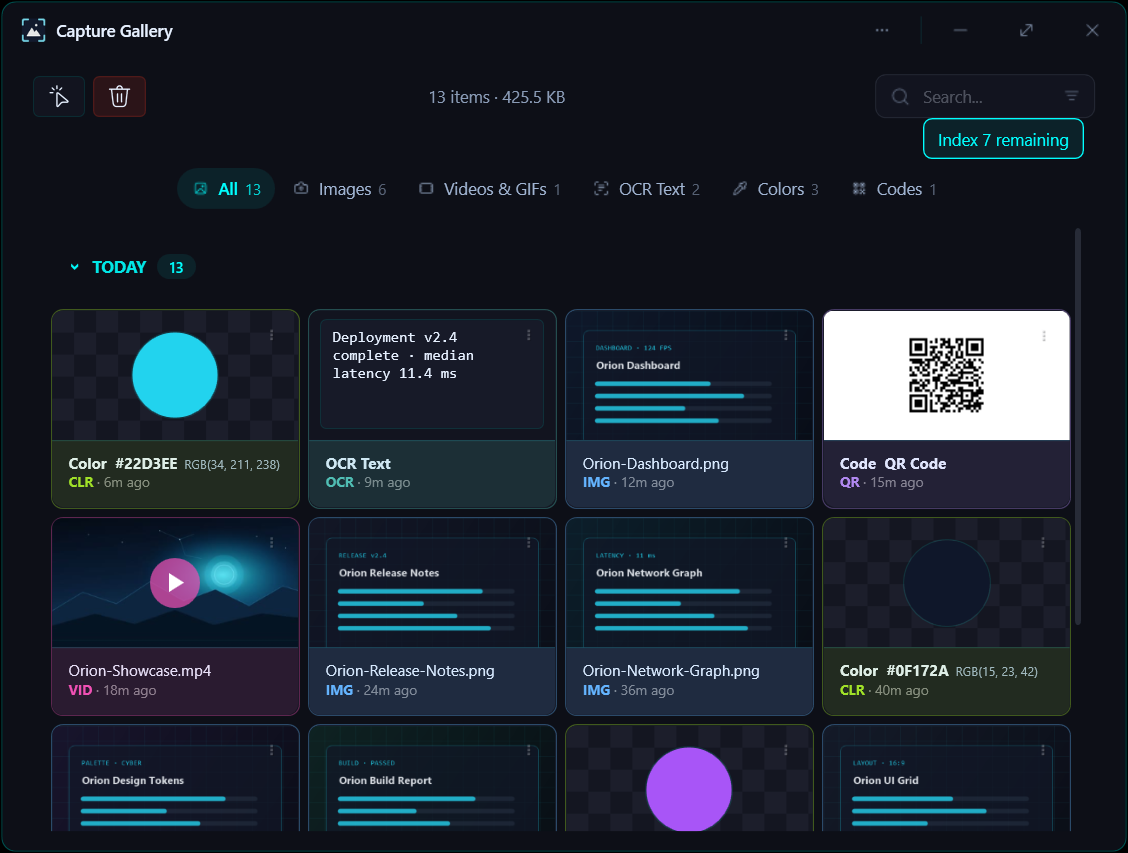 Capture Gallery
13 items · 425.5 KB
Search...
Index 7 remaining
All 13
Images 6
Videos & GIFs 1
OCR Text 2
Colors 3
Codes 1
TODAY 13
Color #22D3EE RGB(34, 211, 238)
CLR · 6m ago
Deployment v2.4
complete · median
latency 11.4 ms
OCR Text
OCR · 9m ago
DASHBOARD · 124 FPS
Orion Dashboard
Orion-Dashboard.png
IMG · 12m ago
Code QR Code
QR · 15m ago
Orion-Showcase.mp4
VID · 18m ago
RELEASE v2.4
Orion Release Notes
Orion-Release-Notes.png
IMG · 24m ago
LATENCY · 11 ms
Orion Network Graph
Orion-Network-Graph.png
IMG · 36m ago
Color #0F172A RGB(15, 23, 42)
CLR · 40m ago
PALETTE · CYBER
Orion Design Tokens
BUILD · PASSED
Orion Build Report
LAYOUT · 16:9
Orion UI Grid